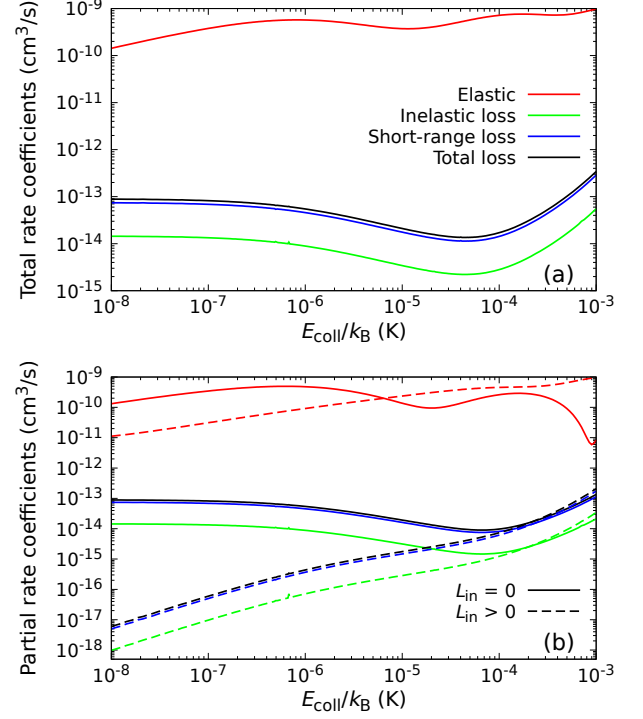 Total rate coefficients (cm³/s)
10⁻⁹
10⁻¹⁰
10⁻¹¹
10⁻¹²
10⁻¹³
10⁻¹⁴
10⁻¹⁵
Elastic
Inelastic loss
Short-range loss
Total loss
(a)
10⁻⁸ 10⁻⁷ 10⁻⁶ 10⁻⁵ 10⁻⁴ 10⁻³
E_coll/k_B (K)
Partial rate coefficients (cm³/s)
10⁻⁹
10⁻¹⁰
10⁻¹¹
10⁻¹²
10⁻¹³
10⁻¹⁴
10⁻¹⁵
10⁻¹⁶
10⁻¹⁷
10⁻¹⁸
L_in = 0
L_in > 0
(b)
10⁻⁸ 10⁻⁷ 10⁻⁶ 10⁻⁵ 10⁻⁴ 10⁻³
E_coll/k_B (K)